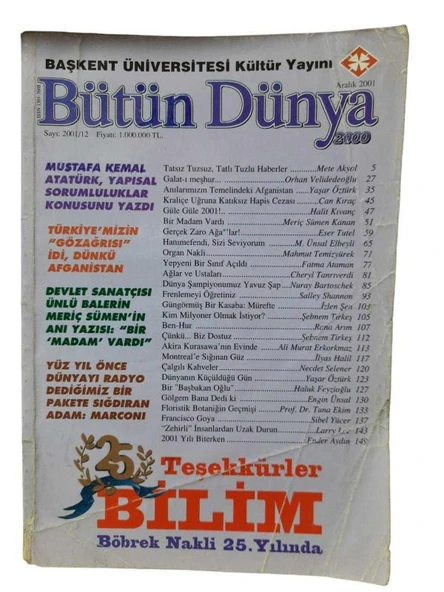 BAŞKENT ÜNİVERSİTESİ Kültür Yayını
Aralık 2001
Bütün Dünya
2000
Sayı: 2001/12 Fiyatı: 1.000.000 TL.
MUSTAFA KEMAL
ATATÜRK, YAPISAL
SORUMLULUKLAR
KONUSUNU YAZDI
TÜRKİYE'MİZİN
"GÖZAĞRISI"
İDİ, DÜNKÜ
AFGANİSTAN
DEVLET SANATÇISI
ÜNLÜ BALERİN
MERİÇ SÜMEN'İN
ANI YAZISI: "BİR
'MADAM' VARDI"
YÜZ YIL ÖNCE
DÜNYAYI RADYO
DEDİĞİMİZ BİR
PAKETE SIĞDIRAN
ADAM: MARCONI
Tatsız Tuzsuz, Tatlı Tuzlu Haberler Mete Akyol 5
Galat-ı meşhur... Orhan Velidedeoğlu 27
Anılarımızın Temelindeki Afganistan Yaşar Öztürk 35
Kraliçe Uğruna Katıksız Hapis Cezası Can Kıraç 45
Güle Güle 2001!.. Halit Kıvanç 47
Bir Madam Vardı Meriç Sümen Kanan 51
Gerçek Zaro Ağa"lar! Eser Tutel 59
Hanımefendi, Sizi Seviyorum M. Ünsal Elbeyli 65
Organ Nakli Mahmut Temizyürek 71
Yepyeni Bir Sınıf Açıldı Fatma Ataman 77
Ağlar ve Ustaları Cheryl Tanrıverdi 81
Dünya Şampiyonumuz Yavuz Şap Nuray Bartoschek 85
Frenlemeyi Öğretiniz Salley Shannon 93
Güngörmüş Bir Kasaba: Mürefte İzlen Şen 103
Kim Milyoner Olmak İstiyor? Şebnem Türkeş 105
Ben-Hur Rona Arım 107
Çünkü... Biz Dostuz Şebnem Türkeş 112
Akira Kurasawa'nın Evinde Ali Murat Erkorkmaz 113
Montreal'e Sığınan Güz İlyas Halil 117
Çalgılı Kahveler Necdet Selener 120
Dünyanın Küçüldüğü Gün Yaşar Öztürk 123
Bir "Başbakan Oğlu" Haluk Feyzioğlu 127
Gölgem Bana Dedi ki Engin Ünsal 130
Floristik Botaniğin Geçmişi Prof. Dr. Tuna Ekim 133
Francisco Goya Sibel Yücer 137
"Zehirli" İnsanlardan Uzak Durun Larry 143
2001 Yılı Biterken Ender Aydın
25
Teşekkürler
BİLİM
Böbrek Nakli 25.Yılında